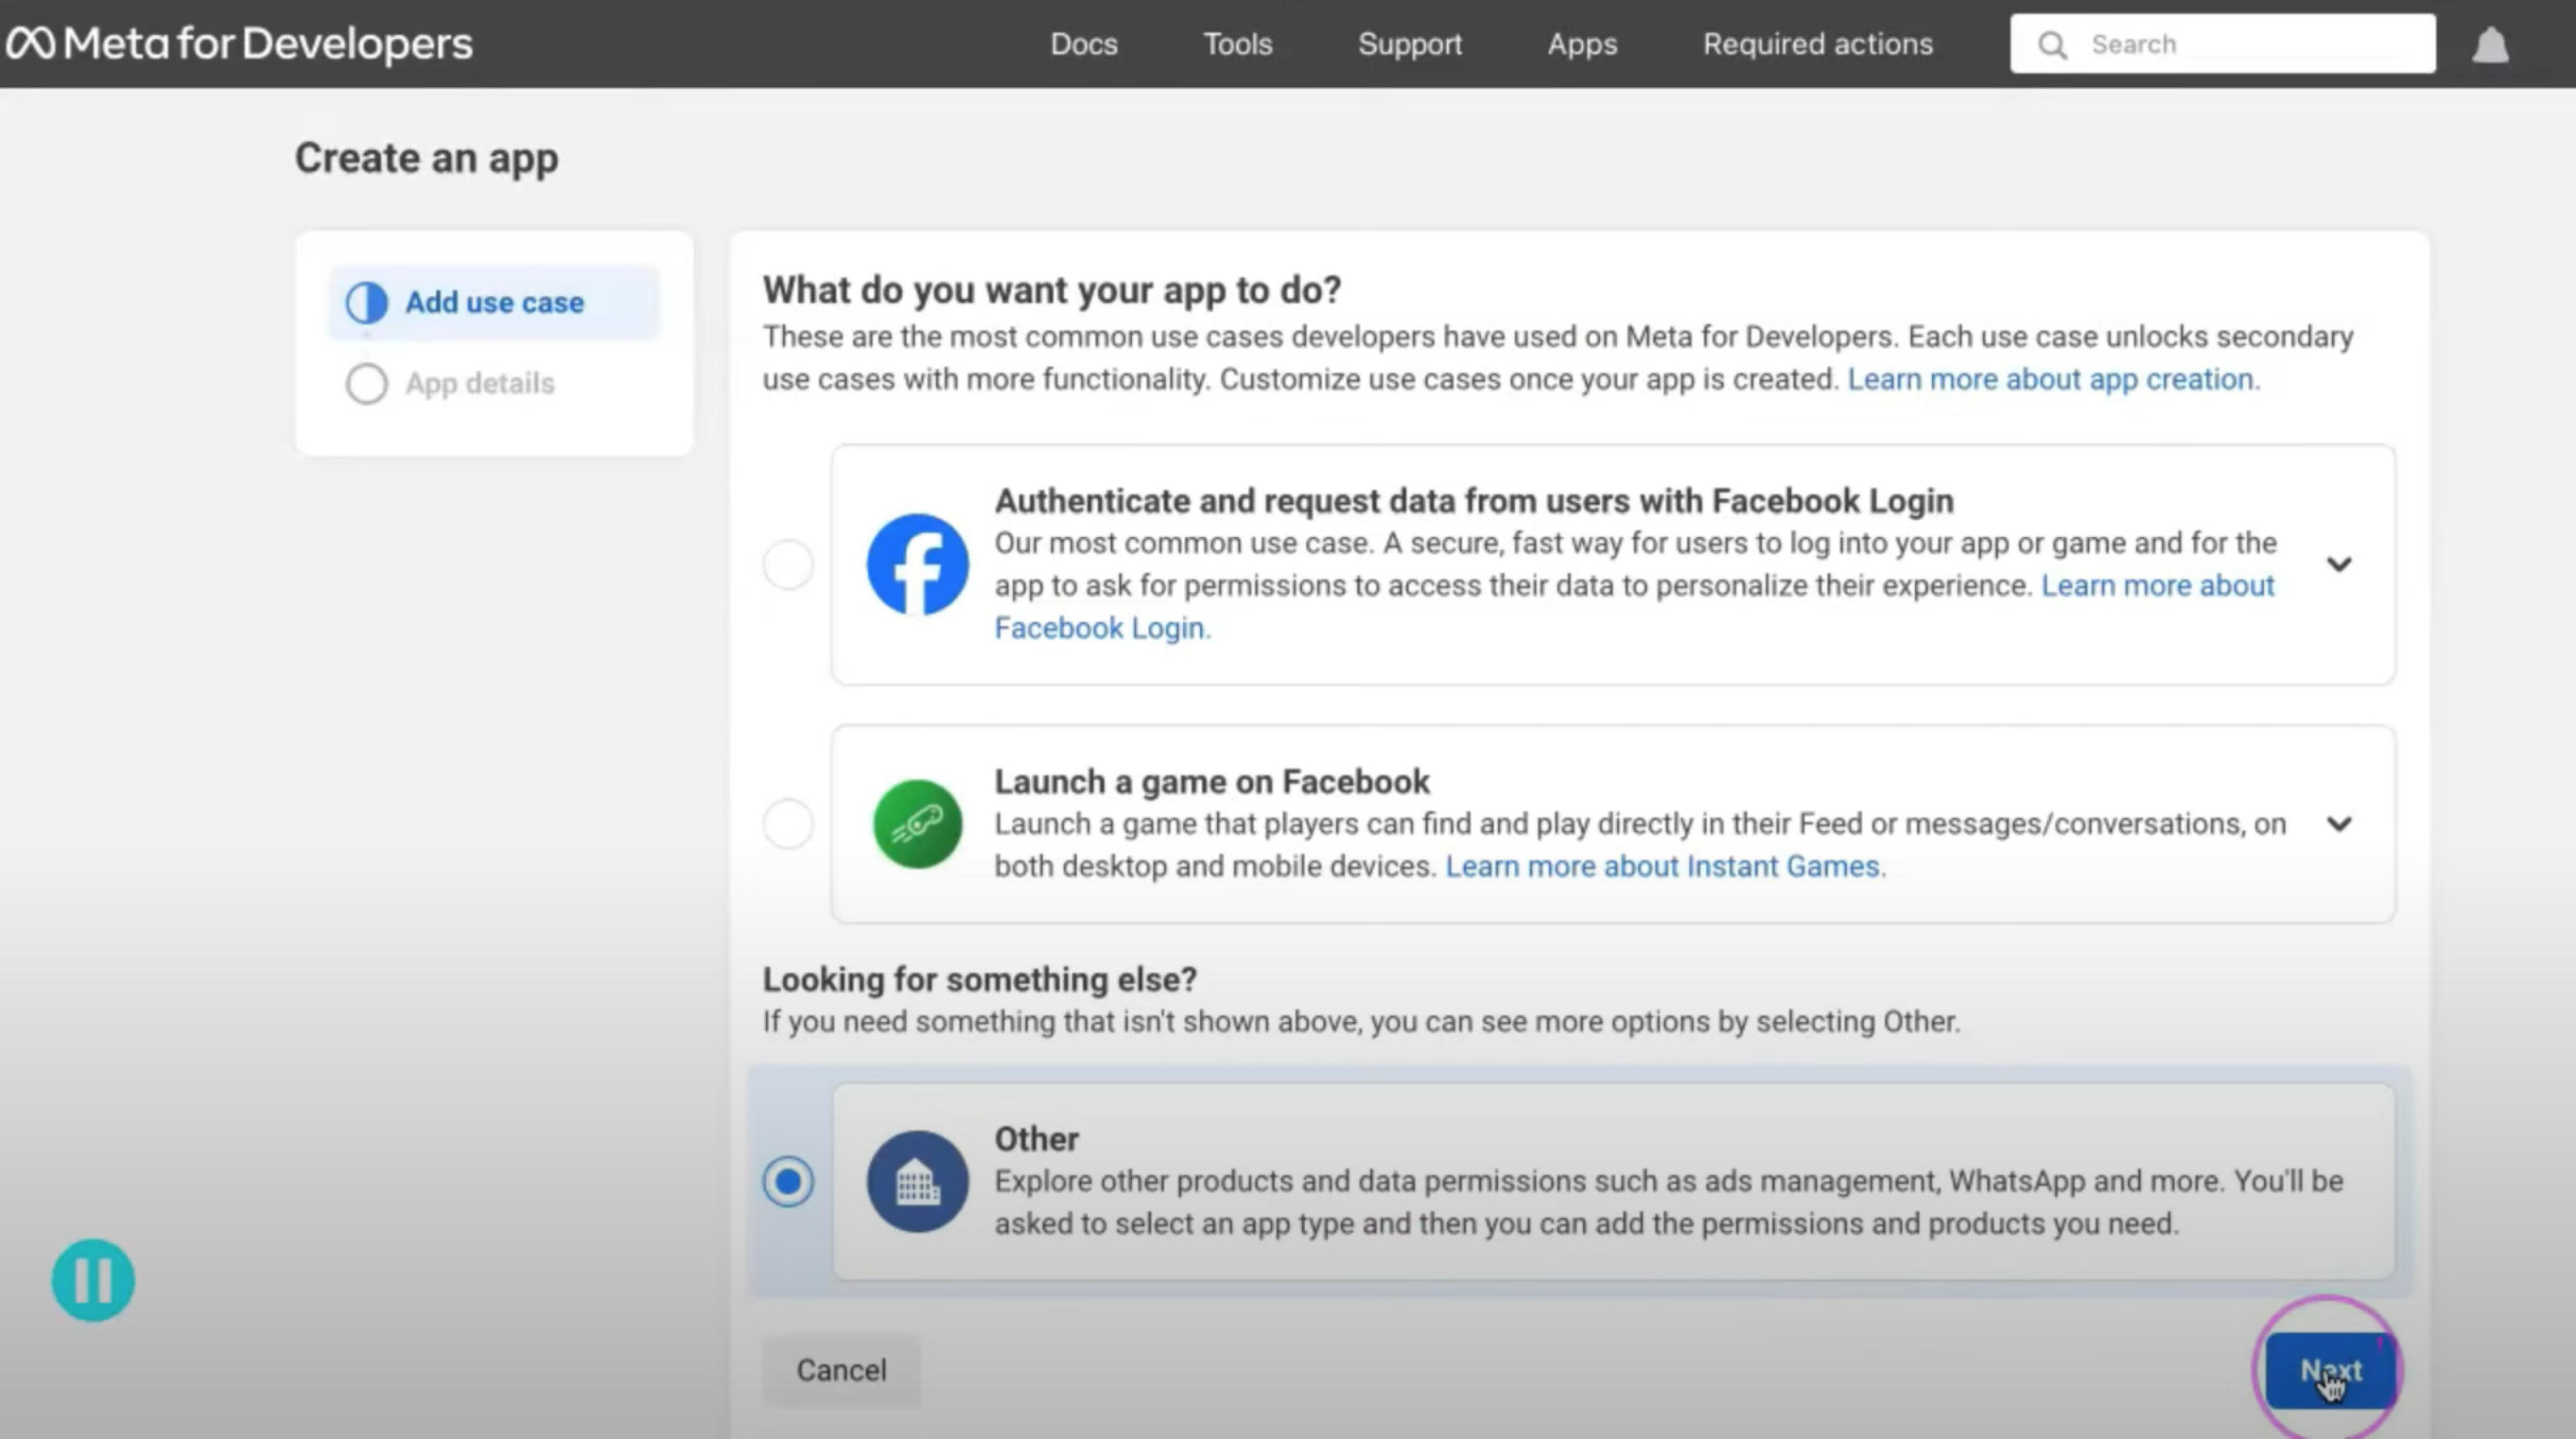 Meta for Developers
Docs
Tools
Support
Apps
Required actions
Search
Create an app
Add use case
App details
What do you want your app to do?
These are the most common use cases developers have used on Meta for Developers. Each use case unlocks secondary
use cases with more functionality. Customize use cases once your app is created. Learn more about app creation.
Authenticate and request data from users with Facebook Login
Our most common use case. A secure, fast way for users to log into your app or game and for the
app to ask for permissions to access their data to personalize their experience. Learn more about
Facebook Login.
Launch a game on Facebook
Launch a game that players can find and play directly in their Feed or messages/conversations, on
both desktop and mobile devices. Learn more about Instant Games.
Looking for something else?
If you need something that isn't shown above, you can see more options by selecting Other.
Other
Explore other products and data permissions such as ads management, WhatsApp and more. You'll be
asked to select an app type and then you can add the permissions and products you need.
Cancel
Next